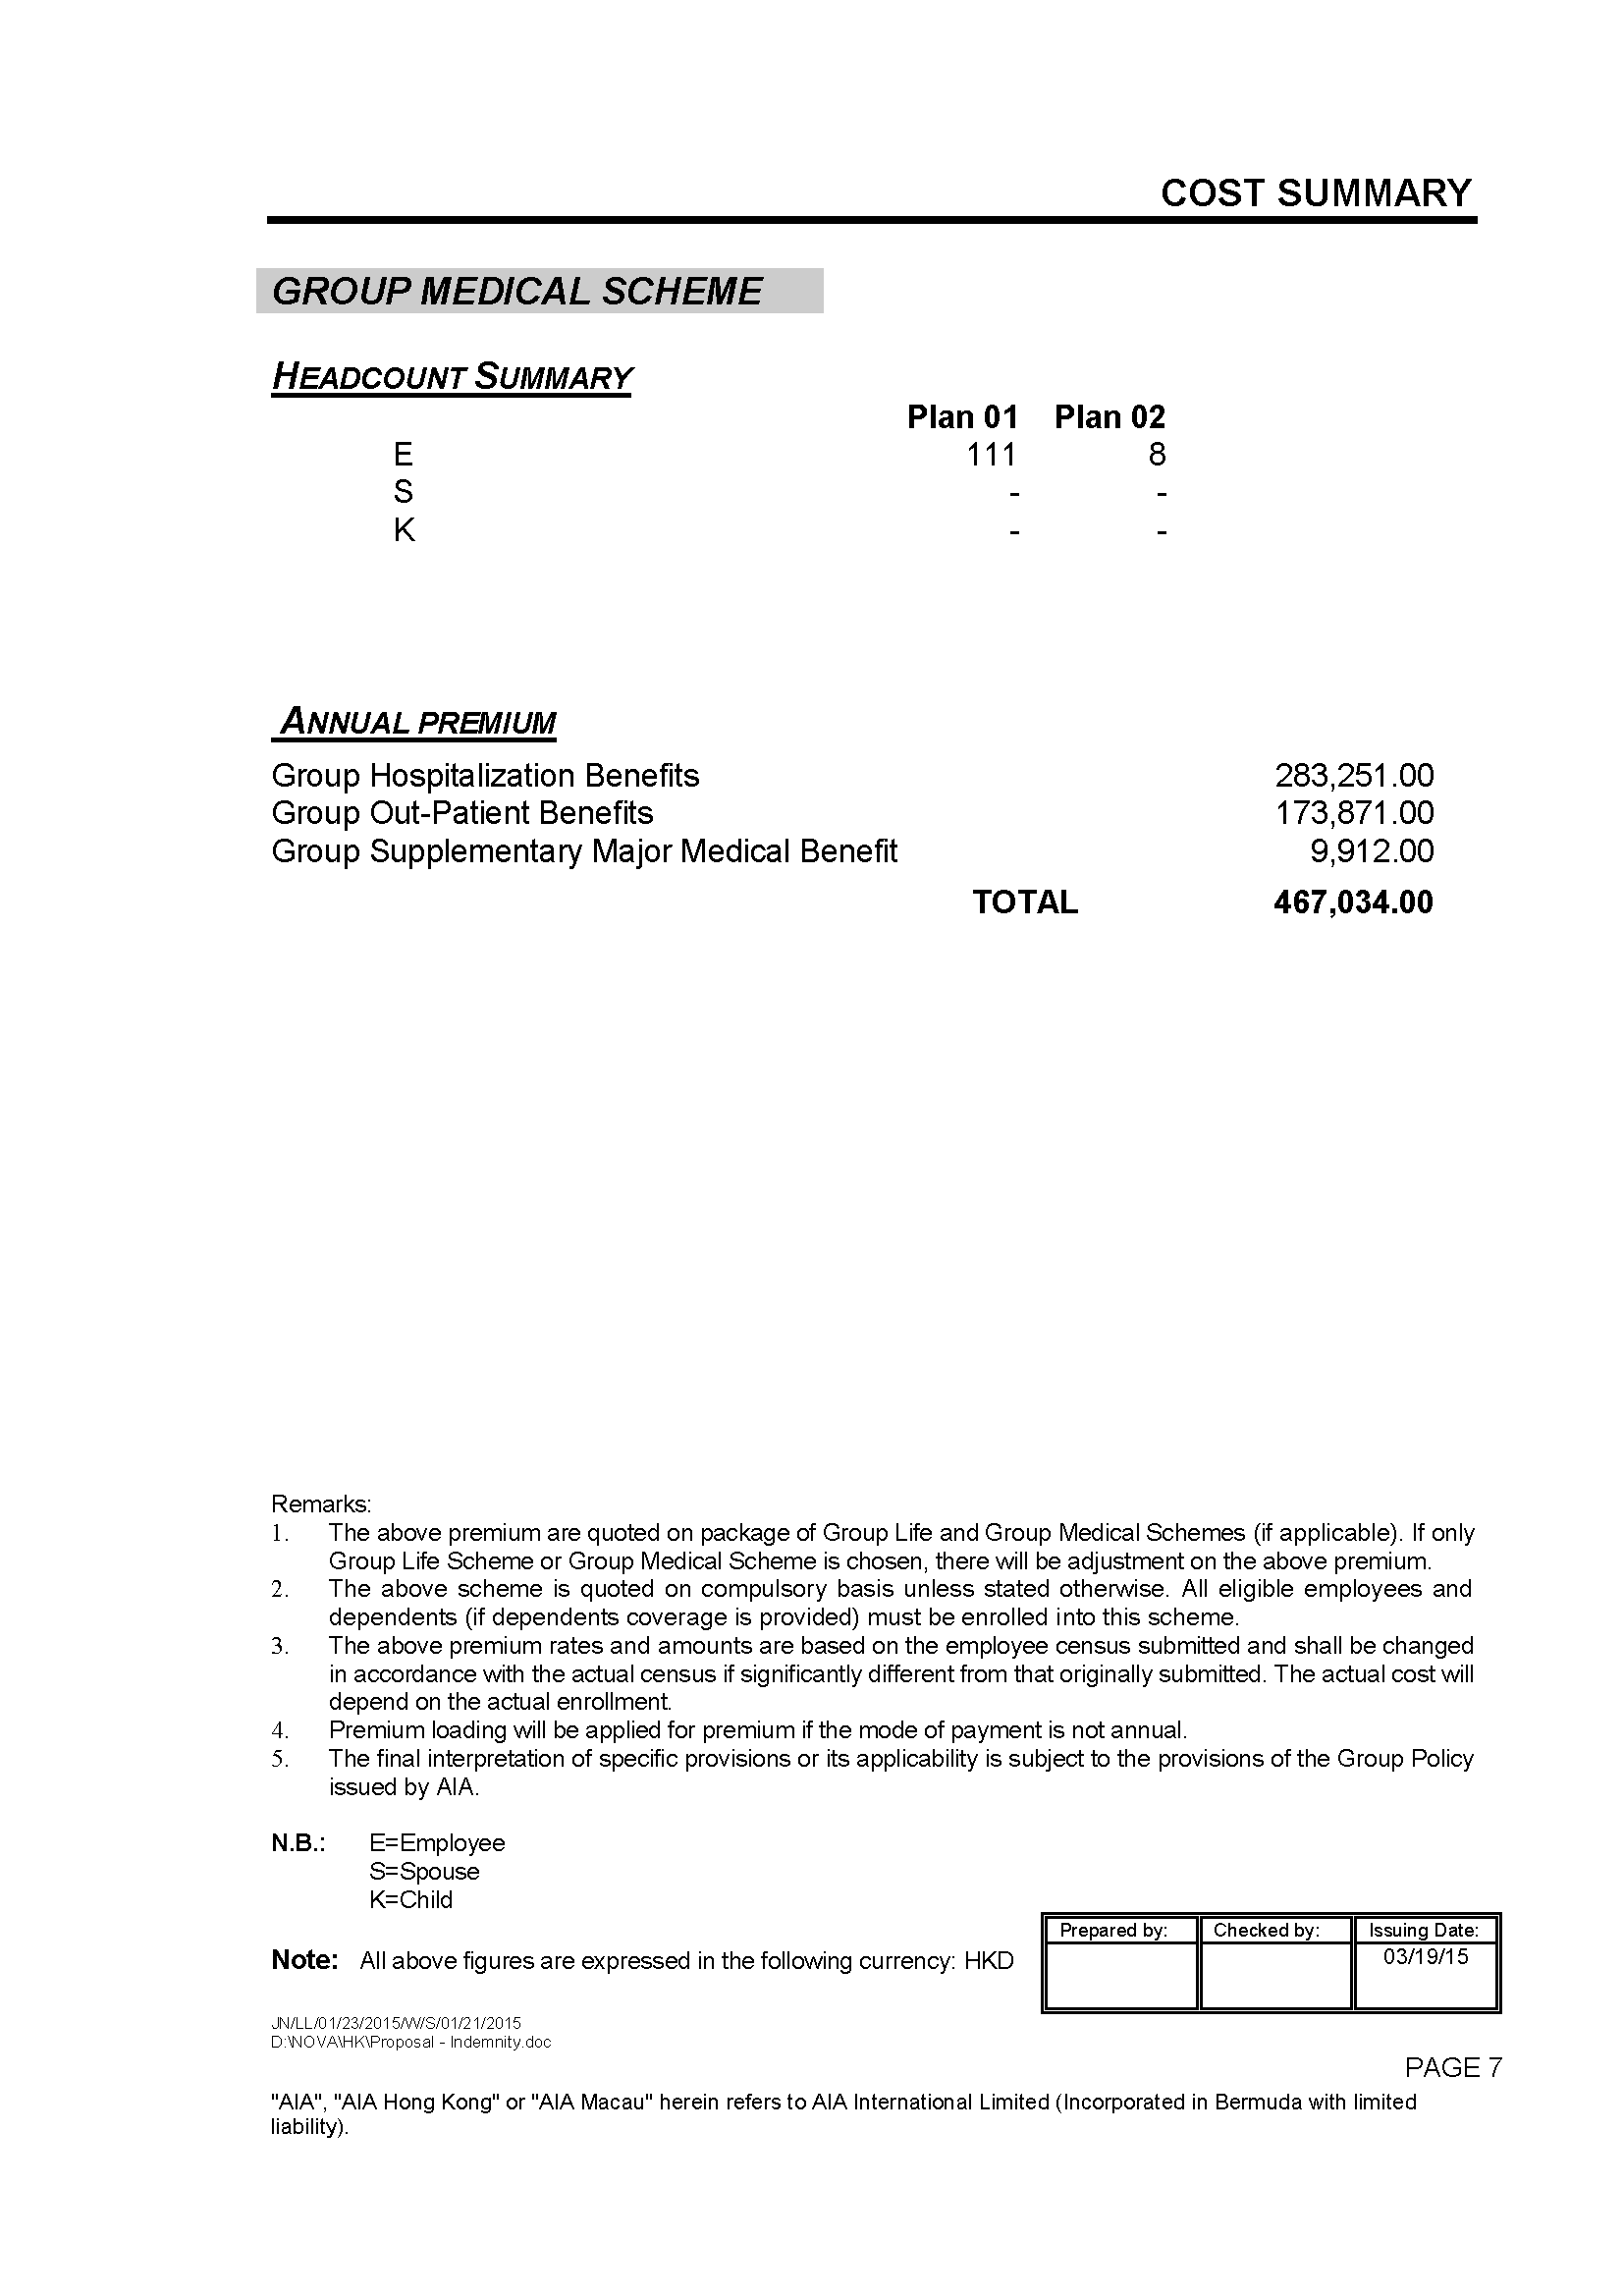 COST SUMMARY
GROUP MEDICAL SCHEME
HEADCOUNT SUMMARY
Plan 01 Plan 02
E 111 8
S - -
K - -
ANNUAL PREMIUM
Group Hospitalization Benefits 283,251.00
Group Out-Patient Benefits 173,871.00
Group Supplementary Major Medical Benefit 9,912.00
TOTAL 467,034.00
Remarks:
1. The above premium are quoted on package of Group Life and Group Medical Schemes (if applicable). If only
Group Life Scheme or Group Medical Scheme is chosen, there will be adjustment on the above premium.
2. The above scheme is quoted on compulsory basis unless stated otherwise. All eligible employees and
dependents (if dependents coverage is provided) must be enrolled into this scheme.
3. The above premium rates and amounts are based on the employee census submitted and shall be changed
in accordance with the actual census if significantly different from that originally submitted. The actual cost will
depend on the actual enrollment.
4. Premium loading will be applied for premium if the mode of payment is not annual.
5. The final interpretation of specific provisions or its applicability is subject to the provisions of the Group Policy
issued by AIA.
N.B.: E=Employee
S=Spouse
K=Child
Prepared by: Checked by: Issuing Date:
03/19/15
Note: All above figures are expressed in the following currency: HKD
JN/LL/01/23/2015/W/S/01/21/2015
D:\NOVA\HK\Proposal - Indemnity.doc
PAGE 7
"AIA", "AIA Hong Kong" or "AIA Macau" herein refers to AIA International Limited (Incorporated in Bermuda with limited
liability).